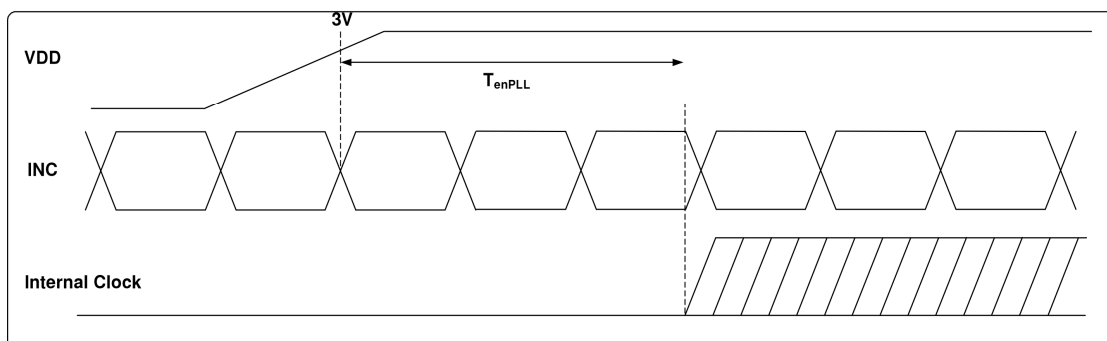 3V
VDD
TenPLL
INC
Internal Clock